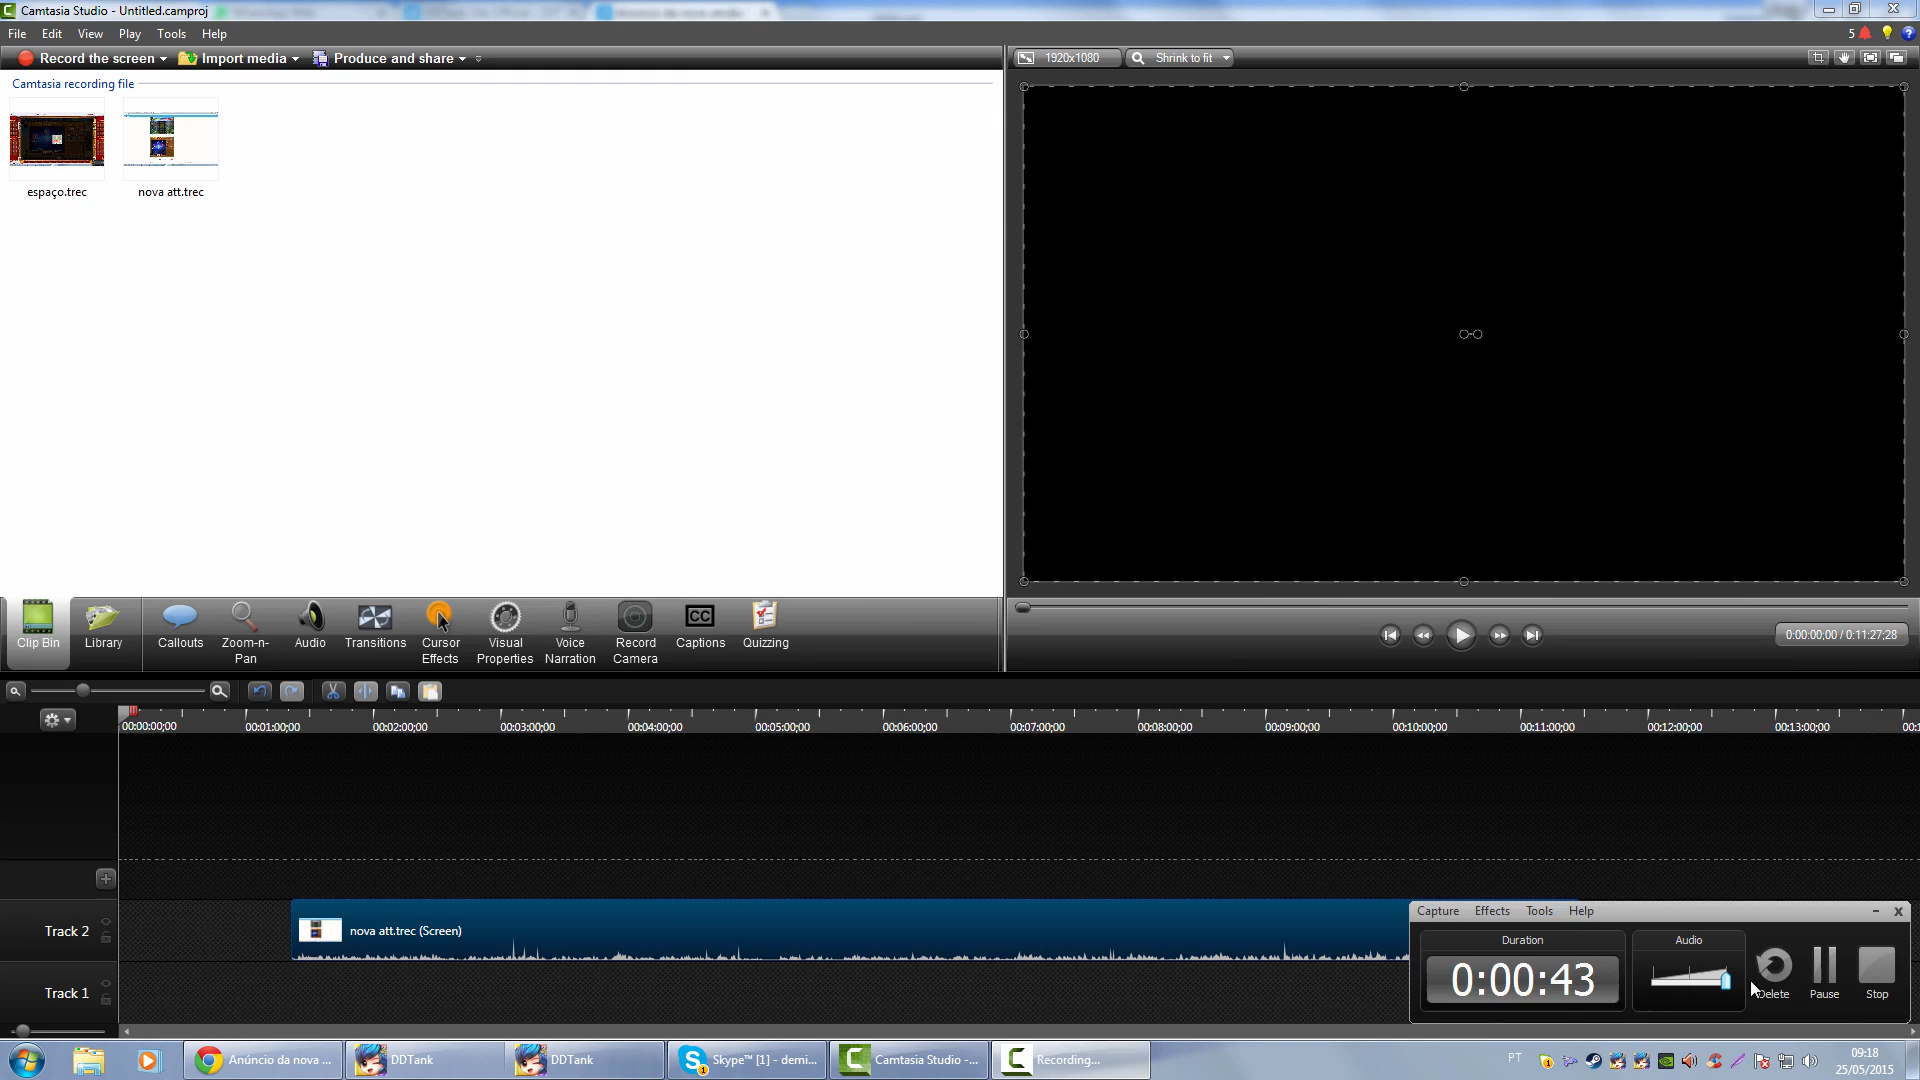 Camtasia Studio - Untitled.camproj
File Edit View Play Tools Help
5
Record the screen Import media Produce and share
1920x1080 Shrink to fit
Camtasia recording file
espaço.trec nova att.trec
Clip Bin Library Callouts Zoom-n-Pan Audio Transitions Cursor Effects Visual Properties Voice Narration Record Camera Captions Quizzing
CC
0:00:00;00 / 0:11:27;28
00:00:00;00 00:01:00;00 00:02:00;00 00:03:00;00 00:04:00;00 00:05:00;00 00:06:00;00 00:07:00;00 00:08:00;00 00:09:00;00 00:10:00;00 00:11:00;00 00:12:00;00 00:13:00;00 00:1
Track 2
nova att.trec (Screen)
Track 1
Capture Effects Tools Help
Duration Audio
0:00:43
Delete Pause Stop
Anúncio da nova ... DDTank DDTank Skype™ [1] - demi... Camtasia Studio -... Recording...
PT
09:18
25/05/2015